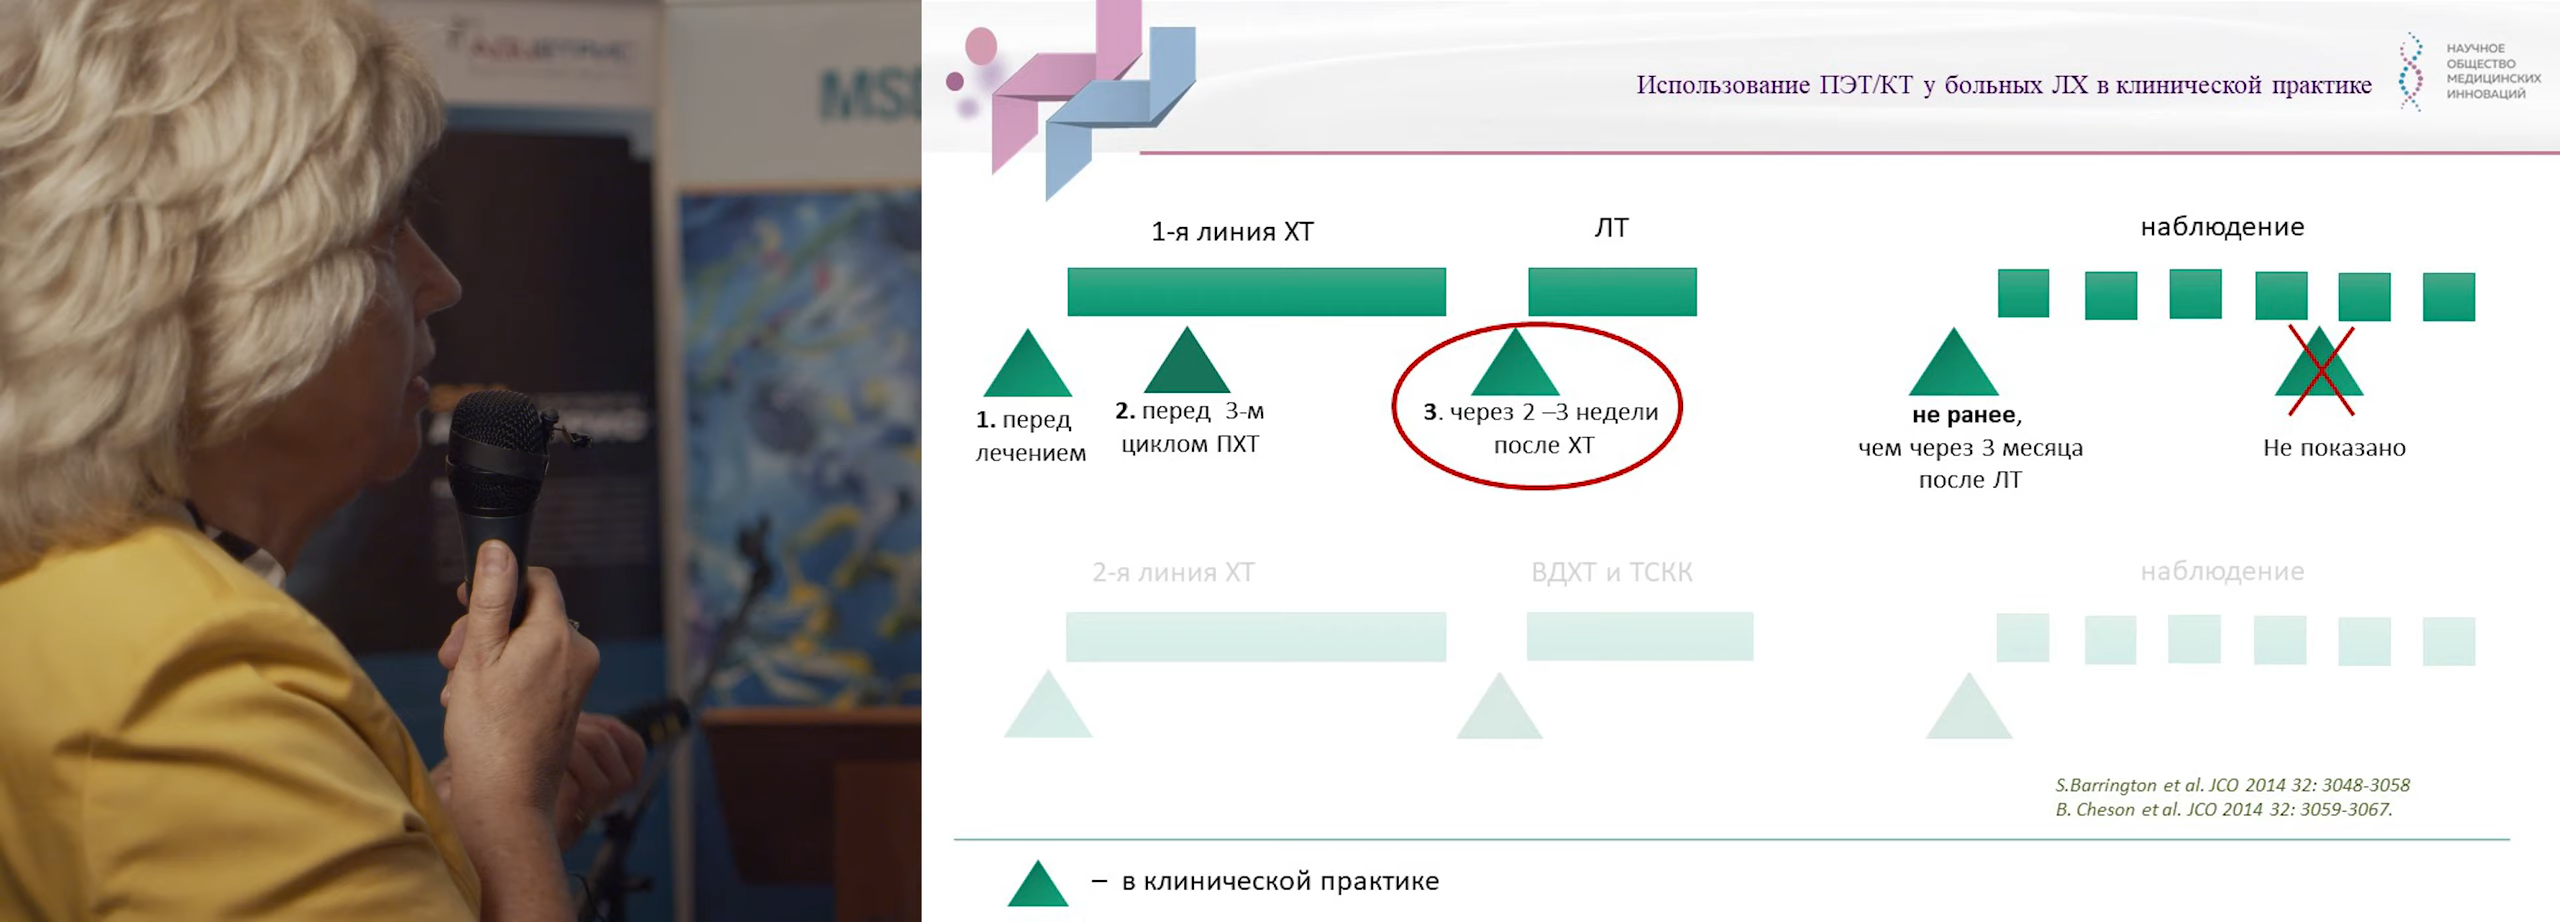 MS
Использование ПЭТ/КТ у больных ЛХ в клинической практике
НАУЧНОЕ
ОБЩЕСТВО
МЕДИЦИНСКИХ
ИННОВАЦИЙ
1-я линия ХТ
ЛТ
наблюдение
1. перед
лечением
2. перед 3-м
циклом ПХТ
3. через 2 –3 недели
после ХТ
не ранее,
чем через 3 месяца
после ЛТ
Не показано
2-я линия ХТ
ВДХТ и ТСКК
наблюдение
S.Barrington et al. JCO 2014 32: 3048-3058
B. Cheson et al. JCO 2014 32: 3059-3067.
– в клинической практике